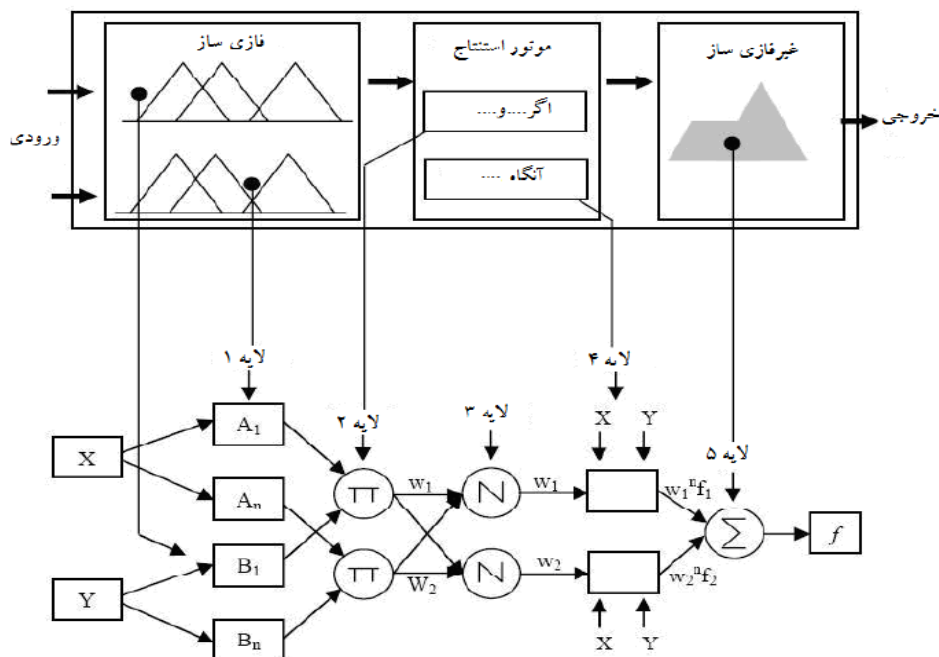 فازی ساز
موتور استنتاج
غیرفازی ساز
اگر....و....
آنگاه ....
ورودی
خروجی
لایه ۱
لایه ۲
لایه ۳
لایه ۴
لایه ۵
X
Y
A₁
Aₙ
B₁
Bₙ
Π
Π
w₁
W₂
N
N
w₁
w₂
X Y
X Y
w₁ⁿf₁
w₂ⁿf₂
Σ
f